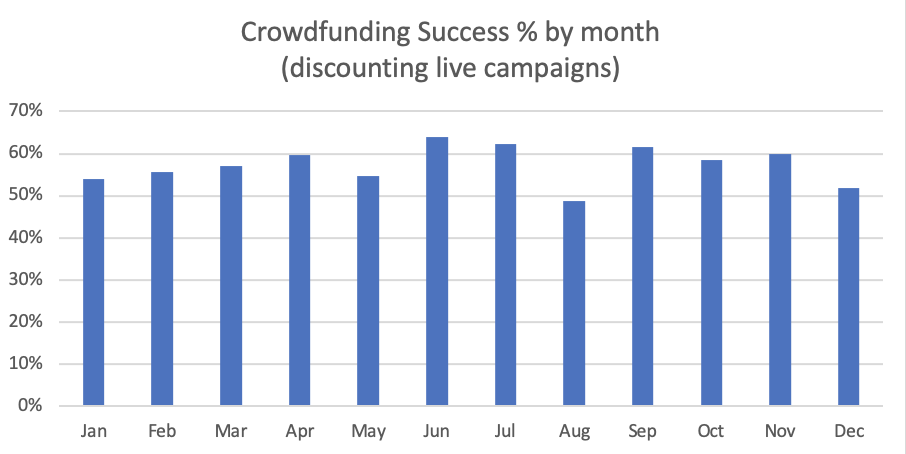 Crowdfunding Success % by month
(discounting live campaigns)
70%
60%
50%
40%
30%
20%
10%
0%
Jan Feb Mar Apr May Jun Jul Aug Sep Oct Nov Dec